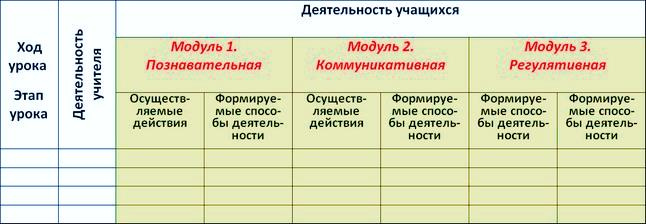 Деятельность учащихся
Ход
урока
Этап
урока
Деятельность
учителя
Модуль 1.
Познавательная
Модуль 2.
Коммуникативная
Модуль 3.
Регулятивная
Осуществ-
ляемые
действия
Формируе-
мые спосо-
бы деятель-
ности
Осуществ-
ляемые
действия
Формируе-
мые спосо-
бы деятель-
ности
Формируе-
мые спосо-
бы деятель-
ности
Формируе-
мые спосо-
бы деятель-
ности